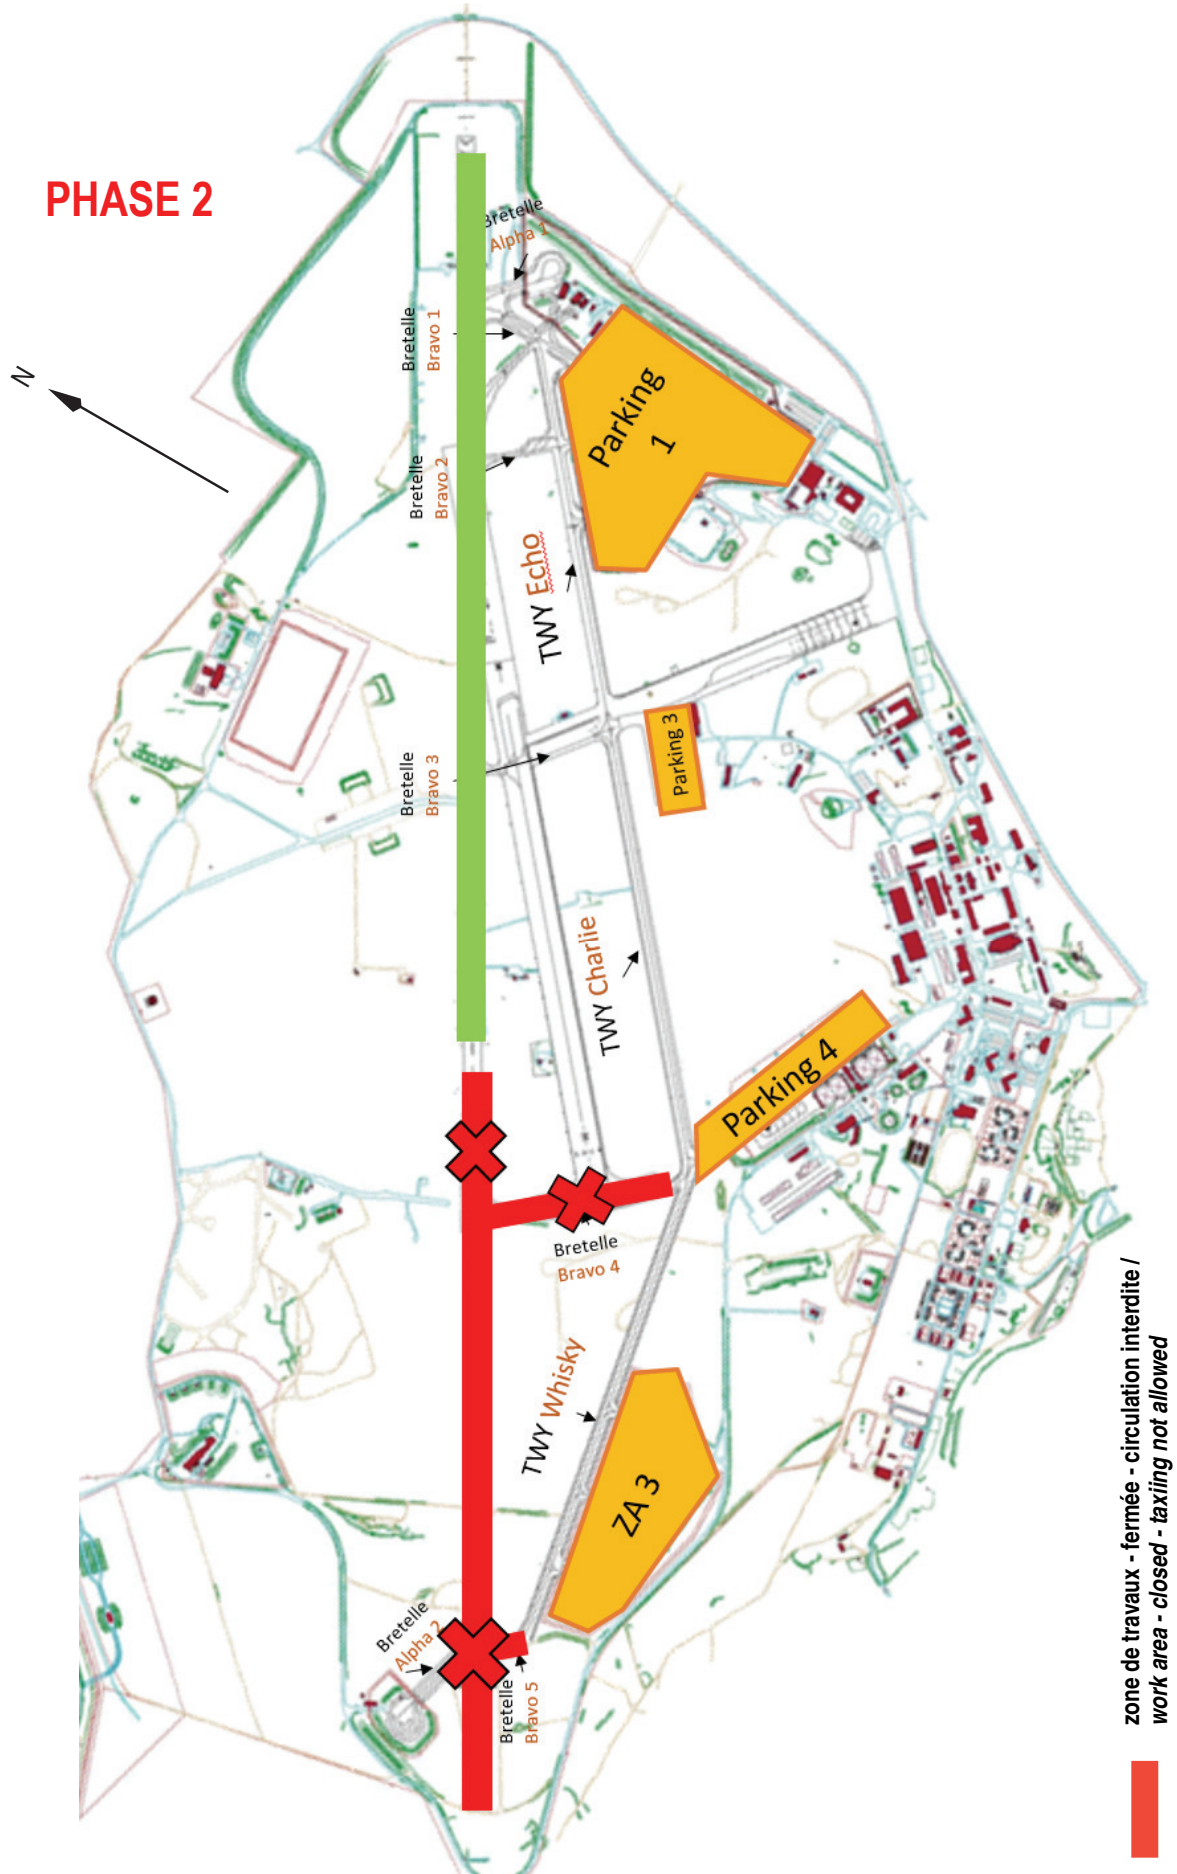 PHASE 2
N
Bretelle
Alpha 1
Bretelle
Bravo 1
Parking
1
Bretelle
Bravo 2
TWY Echo
Parking 3
Bretelle
Bravo 3
TWY Charlie
Parking 4
Bretelle
Bravo 4
TWY Whisky
ZA 3
Bretelle
Alpha 2
Bretelle
Bravo 5
zone de travaux - fermée - circulation interdite /
work area - closed - taxiing not allowed